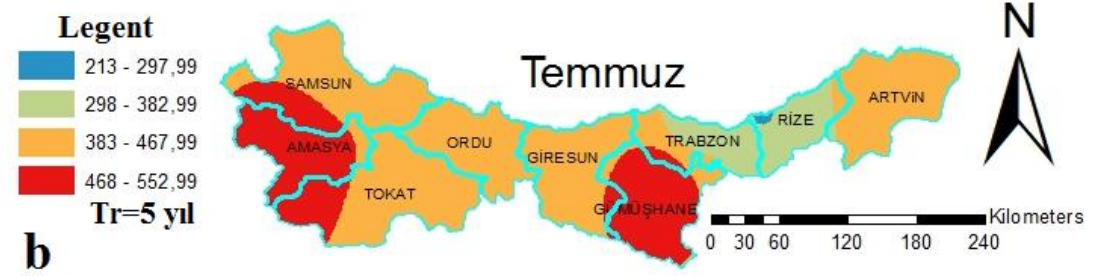 Legent
213 - 297,99
298 - 382,99
383 - 467,99
468 - 552,99
Tr=5 yıl
b
Temmuz
SAMSUN
AMASYA
TOKAT
ORDU
GİRESUN
GÜMÜŞHANE
TRABZON
RİZE
ARTVİN
N
Kilometers
0 30 60 120 180 240